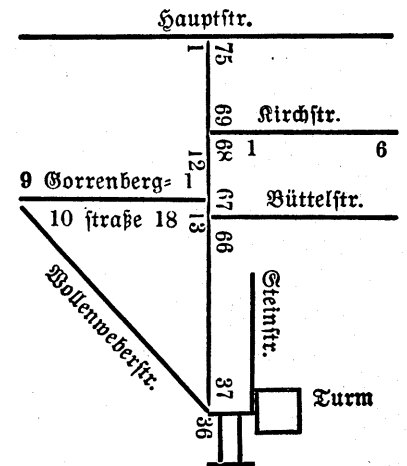 Hauptſtr.
1 75
69 Kirchſtr.
12 68 1 6
9 Gorrenberg= 1
67 Büttelſtr.
10 ſtraße 18 13
66
Wollenweberſtr.
Steinſtr.
37
36
Turm